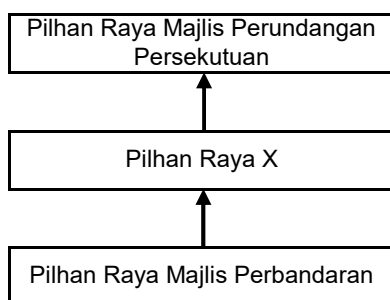 Pilhan Raya Majlis Perundangan
Persekutuan
Pilhan Raya X
Pilhan Raya Majlis Perbandaran